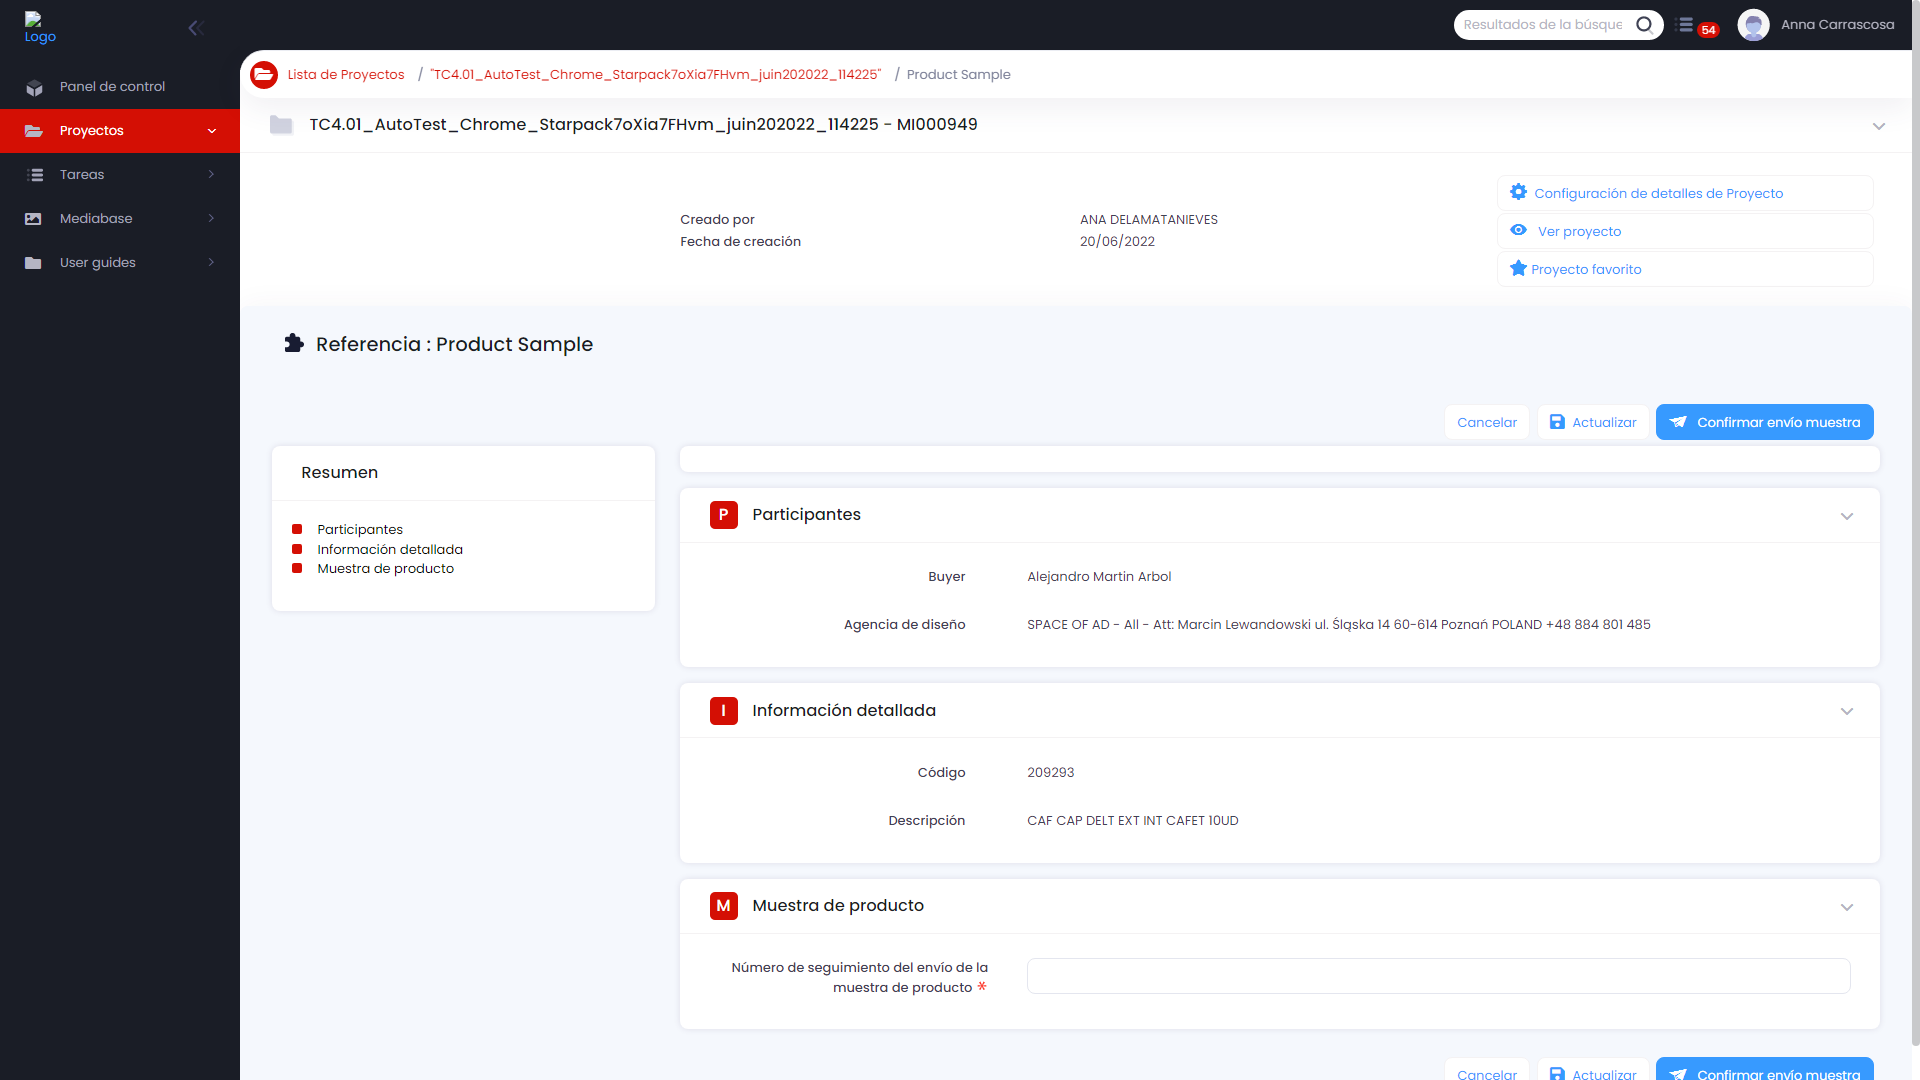 Logo
Resultados de la búsque
54
Anna Carrascosa
Panel de control
Proyectos
Tareas
Mediabase
User guides
Lista de Proyectos / "TC4.01_AutoTest_Chrome_Starpack7oXia7FHvm_juin202022_114225" / Product Sample
TC4.01_AutoTest_Chrome_Starpack7oXia7FHvm_juin202022_114225 - MI000949
Creado por ANA DELAMATANIEVES
Fecha de creación 20/06/2022
Configuración de detalles de Proyecto
Ver proyecto
Proyecto favorito
Referencia : Product Sample
Cancelar Actualizar Confirmar envío muestra
Resumen
Participantes
Información detallada
Muestra de producto
P Participantes
Buyer Alejandro Martin Arbol
Agencia de diseño SPACE OF AD - All - Att: Marcin Lewandowski ul. Śląska 14 60-614 Poznań POLAND +48 884 801 485
I Información detallada
Código 209293
Descripción CAF CAP DELT EXT INT CAFET 10UD
M Muestra de producto
Número de seguimiento del envío de la
muestra de producto *
Cancelar Actualizar Confirmar envío muestra